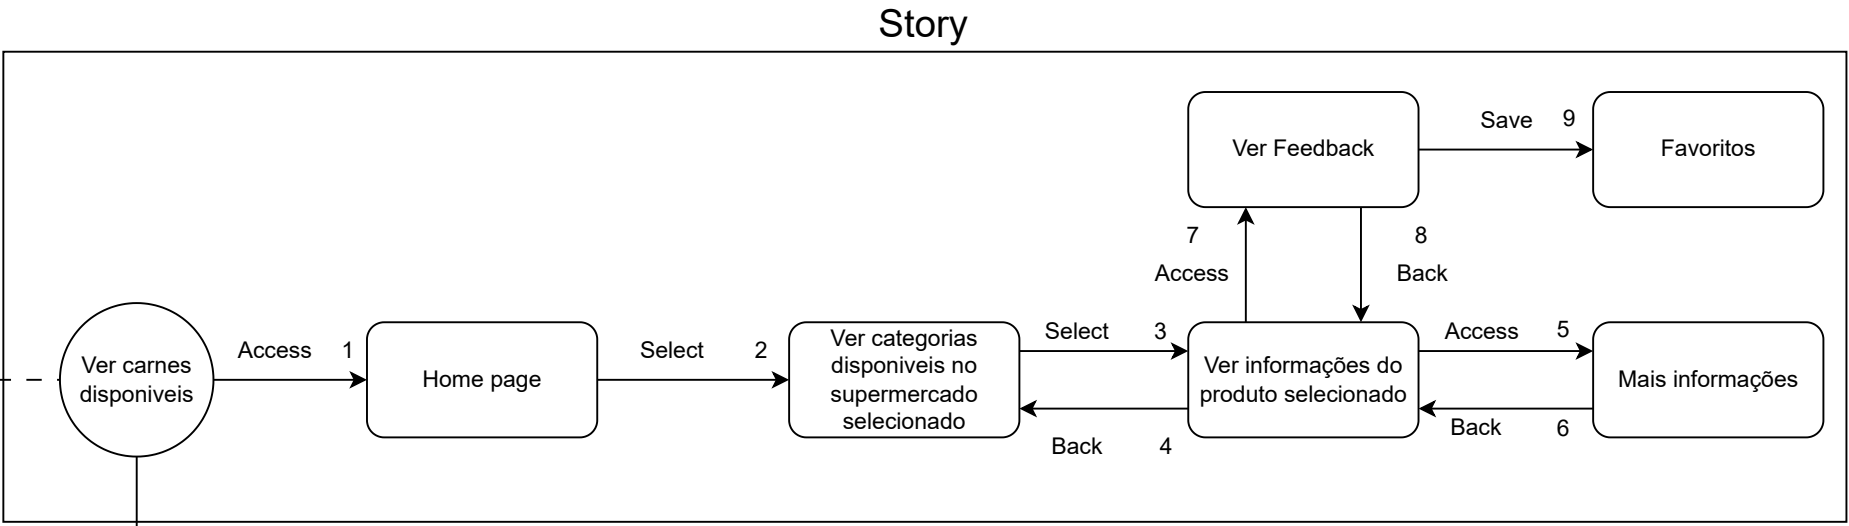 Story
Save 9
Ver Feedback
Favoritos
7
8
Access
Back
Ver carnes
disponiveis
Access 1
Home page
Select 2
Ver categorias
disponiveis no
supermercado
selecionado
Select 3
Back 4
Ver informações do
produto selecionado
Access 5
Back 6
Mais informações